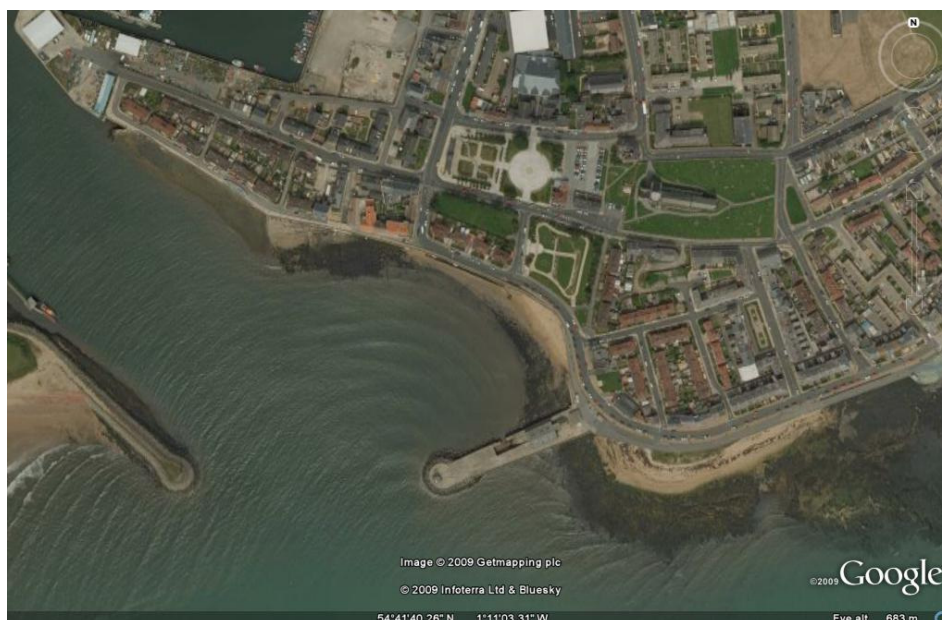 N
Image © 2009 Getmapping plc
© 2009 Infoterra Ltd & Bluesky
©2009 Google
54°41'40.26" N 1°11'03.31" W Eye alt 683 m